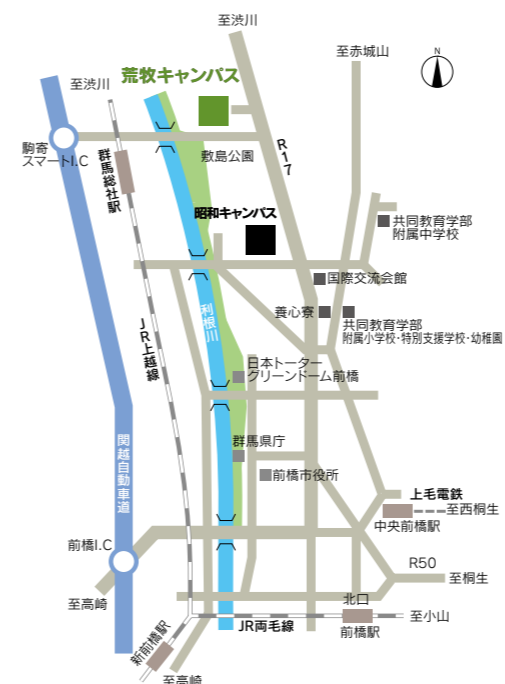 至渋川
至赤城山
N
荒牧キャンパス
至渋川
R17
駒寄
スマートI.C
群馬総社駅
敷島公園
昭和キャンパス
共同教育学部
附属中学校
国際交流会館
養心寮
共同教育学部
附属小学校・特別支援学校・幼稚園
利根川
JR上越線
日本トーター
グリーンドーム前橋
関越自動車道
群馬県庁
前橋市役所
上毛電鉄
至西桐生
中央前橋駅
前橋I.C
R50
至桐生
至高崎
北口
至小山
前橋駅
JR両毛線
新前橋駅
至高崎